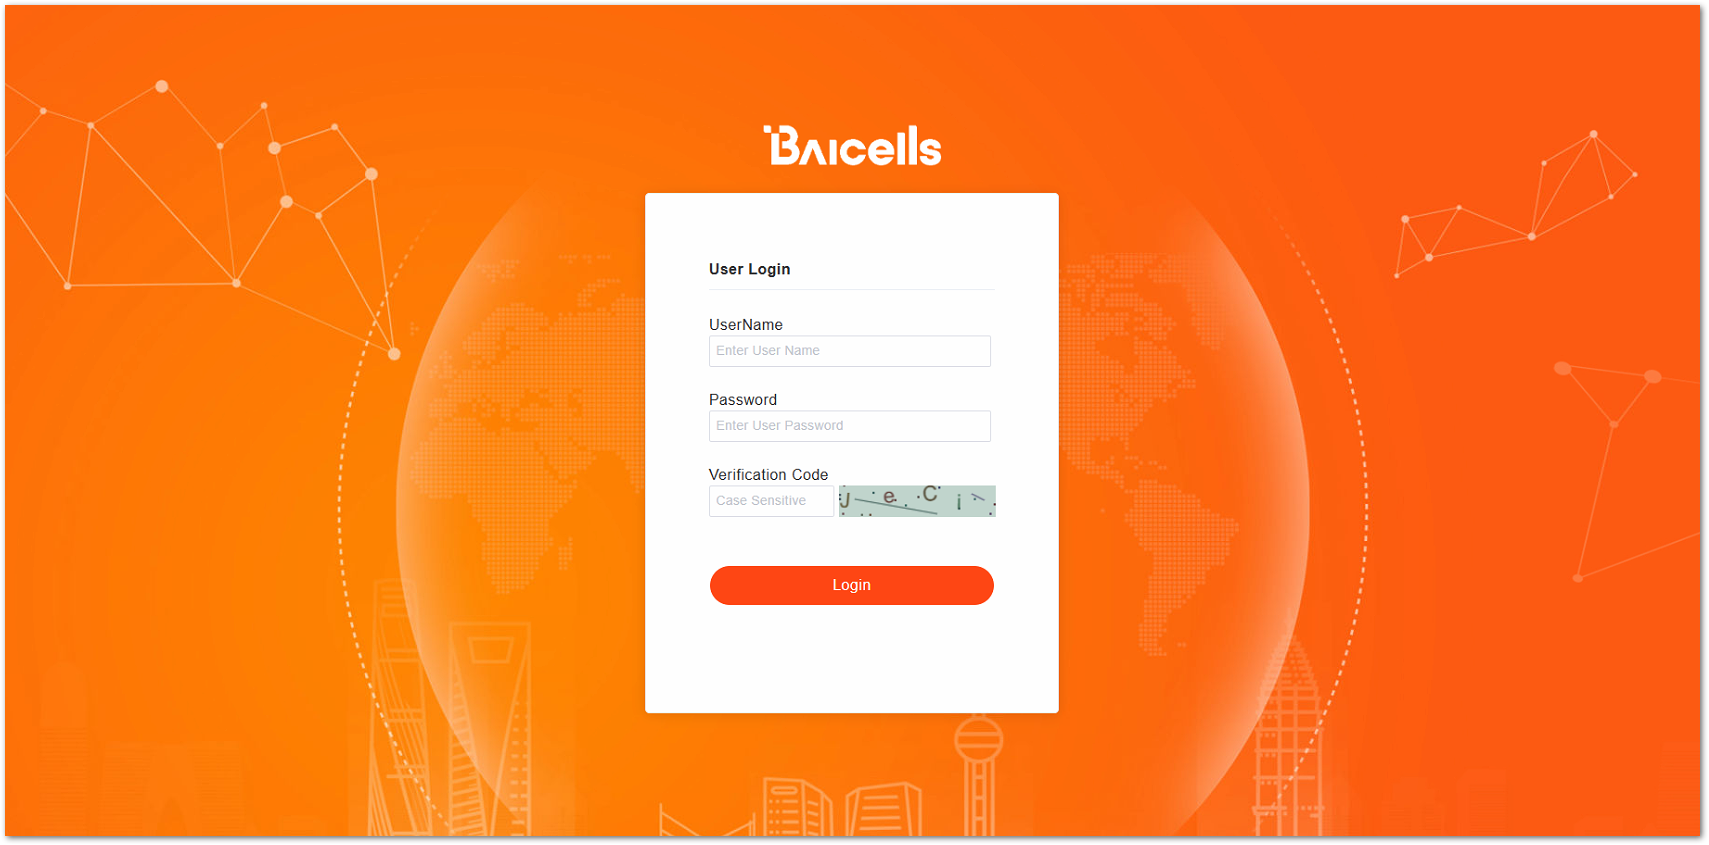 Baicells
User Login
UserName
Enter User Name
Password
Enter User Password
Verification Code
Case Sensitive
J e C i
Login